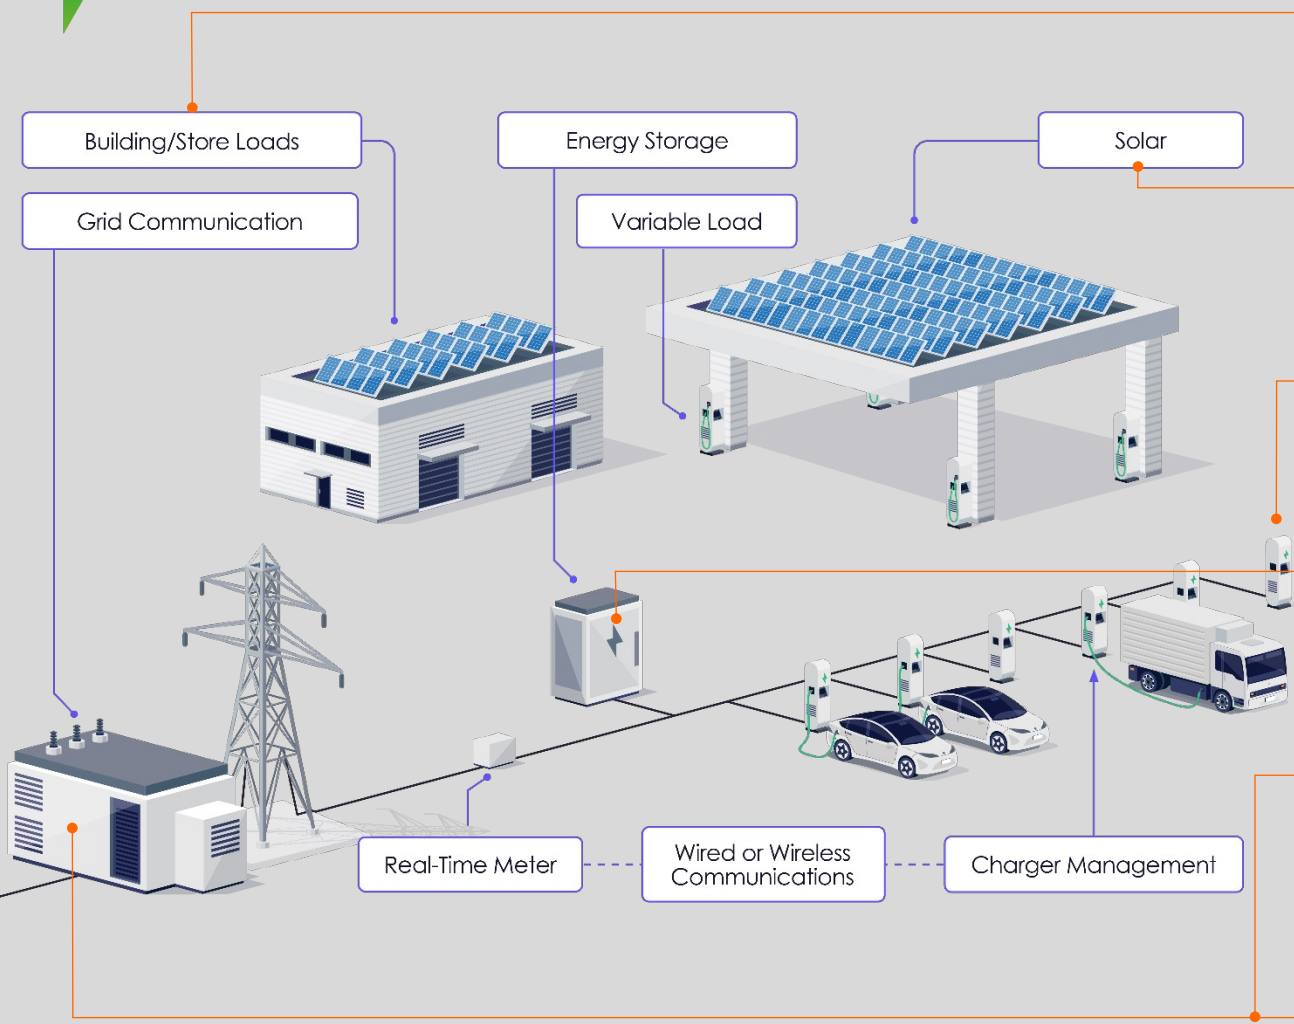 Building/Store Loads
Energy Storage
Solar
Grid Communication
Variable Load
Real-Time Meter
Wired or Wireless
Communications
Charger Management